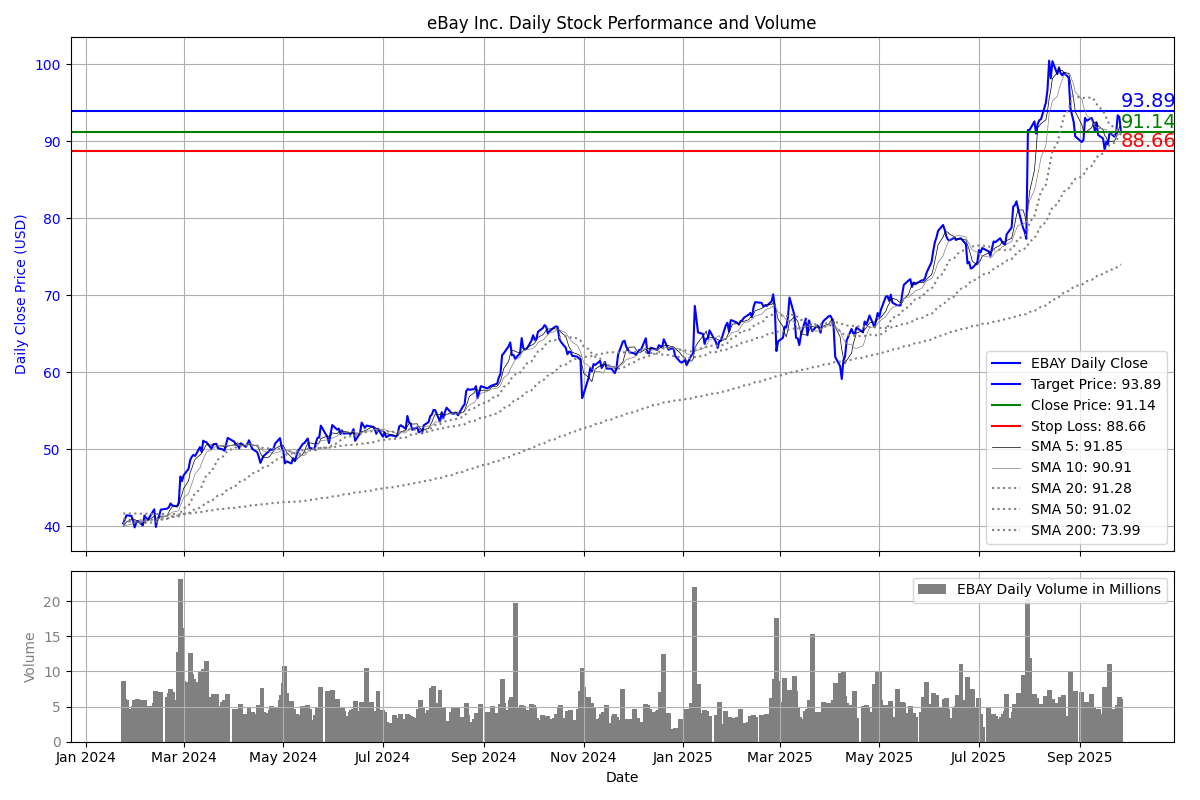 eBay Inc. Daily Stock Performance and Volume
Daily Close Price (USD)
100
90
80
70
60
50
40
93.89
91.14
88.66
EBAY Daily Close
Target Price: 93.89
Close Price: 91.14
Stop Loss: 88.66
SMA 5: 91.85
SMA 10: 90.91
SMA 20: 91.28
SMA 50: 91.02
SMA 200: 73.99
Volume
20
15
10
5
0
EBAY Daily Volume in Millions
Jan 2024
Mar 2024
May 2024
Jul 2024
Sep 2024
Nov 2024
Jan 2025
Mar 2025
May 2025
Jul 2025
Sep 2025
Date